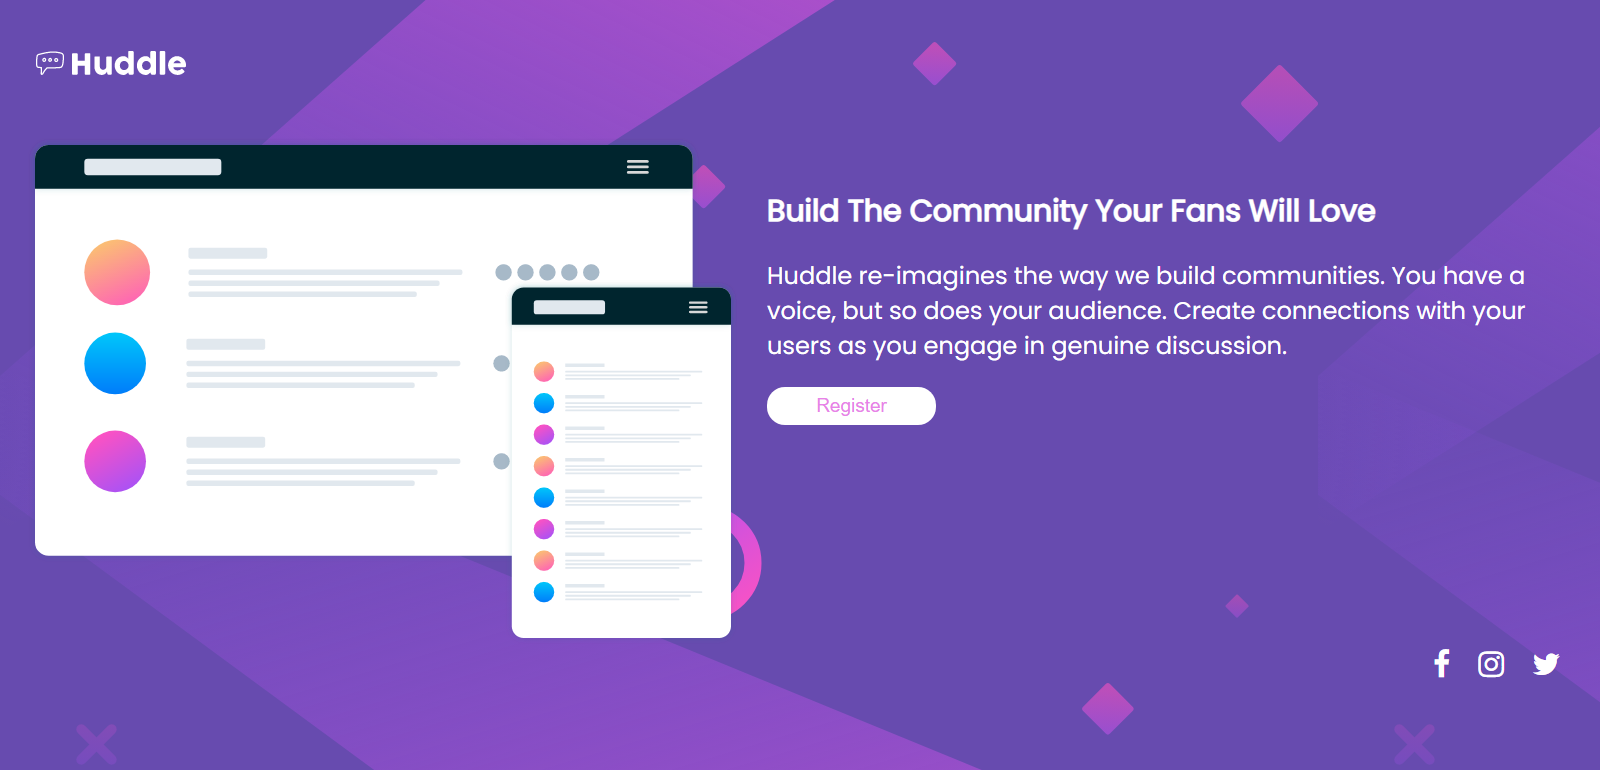 Huddle
Build The Community Your Fans Will Love
Huddle re-imagines the way we build communities. You have a
voice, but so does your audience. Create connections with your
users as you engage in genuine discussion.
Register